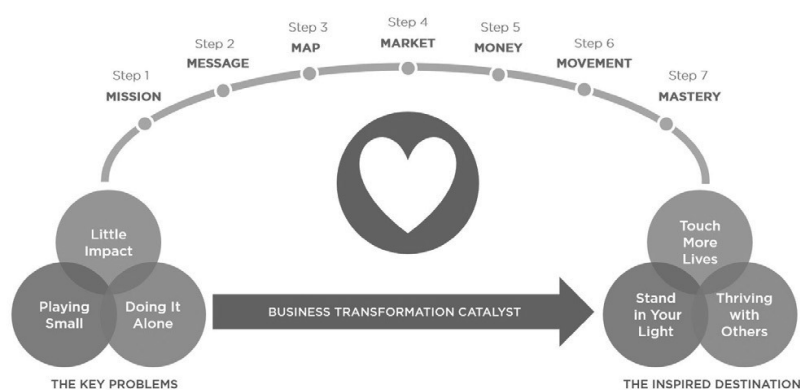 Step 1
MISSION
Step 2
MESSAGE
Step 3
MAP
Step 4
MARKET
Step 5
MONEY
Step 6
MOVEMENT
Step 7
MASTERY
Little
Impact
Playing
Small
Doing It
Alone
THE KEY PROBLEMS
BUSINESS TRANSFORMATION CATALYST
Touch
More
Lives
Stand
in Your
Light
Thriving
with
Others
THE INSPIRED DESTINATION